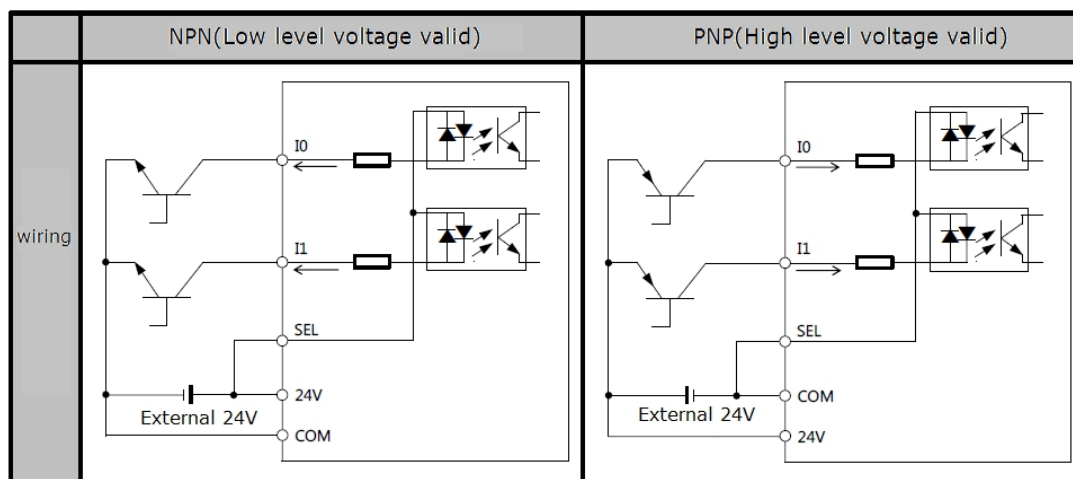 NPN(Low level voltage valid)
PNP(High level voltage valid)
wiring
I0
I1
SEL
24V
External 24V
COM
I0
I1
SEL
COM
External 24V
24V